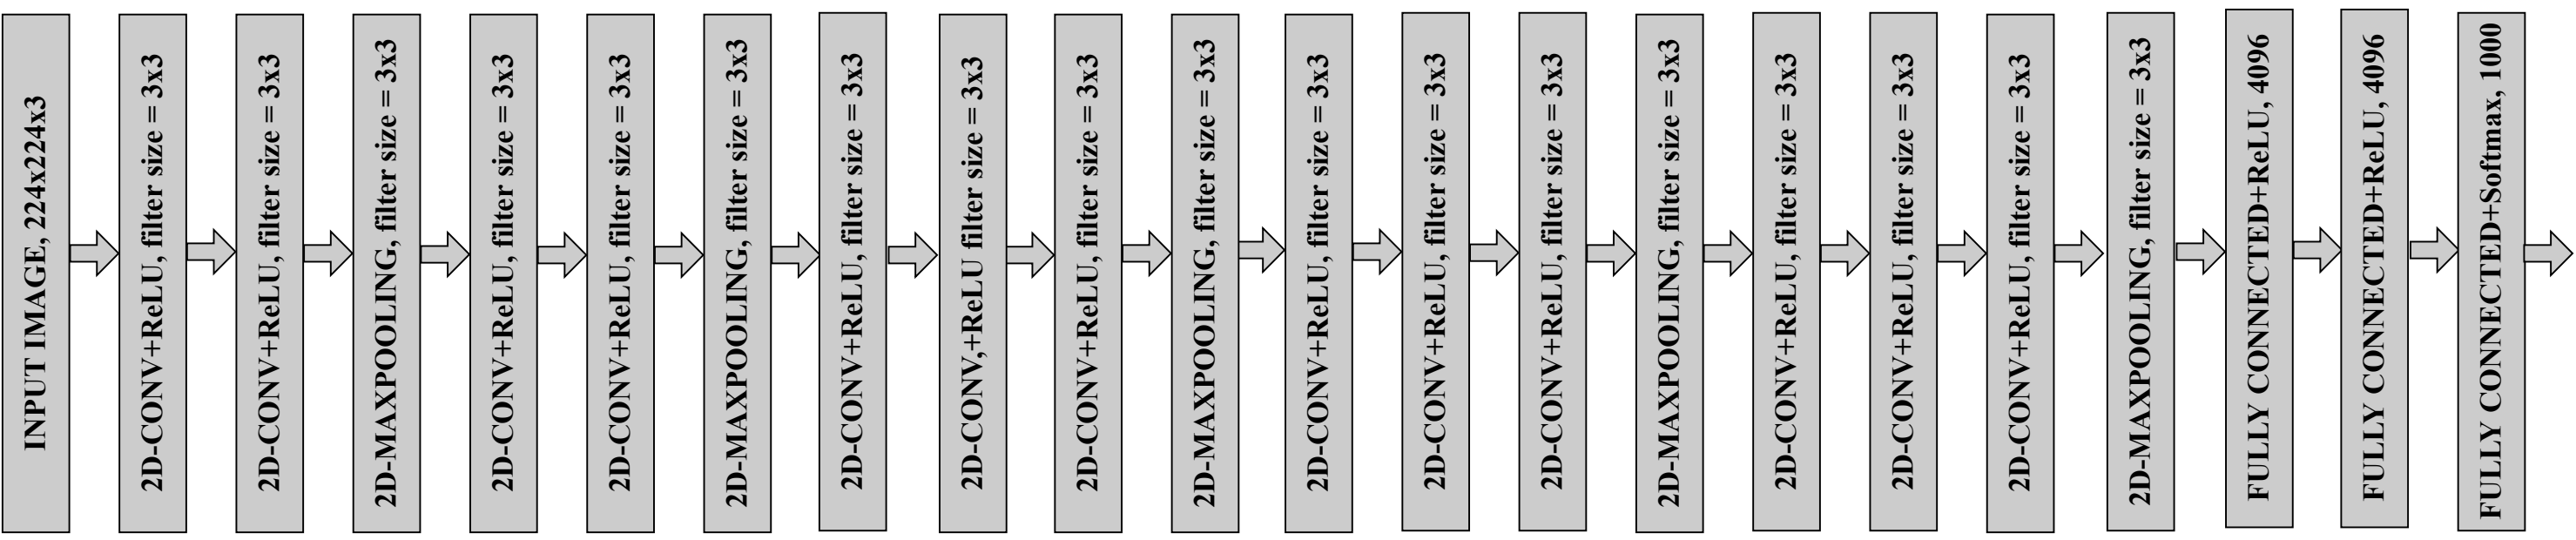 INPUT IMAGE, 224x224x3
2D-CONV+ReLU, filter size = 3x3
2D-CONV+ReLU, filter size = 3x3
2D-MAXPOOLING, filter size = 3x3
2D-CONV+ReLU, filter size = 3x3
2D-CONV+ReLU, filter size = 3x3
2D-MAXPOOLING, filter size = 3x3
2D-CONV+ReLU, filter size = 3x3
2D-CONV,+ReLU filter size = 3x3
2D-CONV+ReLU, filter size = 3x3
2D-MAXPOOLING, filter size = 3x3
2D-CONV+ReLU, filter size = 3x3
2D-CONV+ReLU, filter size = 3x3
2D-CONV+ReLU, filter size = 3x3
2D-MAXPOOLING, filter size = 3x3
2D-CONV+ReLU, filter size = 3x3
2D-CONV+ReLU, filter size = 3x3
2D-CONV+ReLU, filter size = 3x3
2D-MAXPOOLING, filter size = 3x3
FULLY CONNECTED+ReLU, 4096
FULLY CONNECTED+ReLU, 4096
FULLY CONNECTED+Softmax, 1000